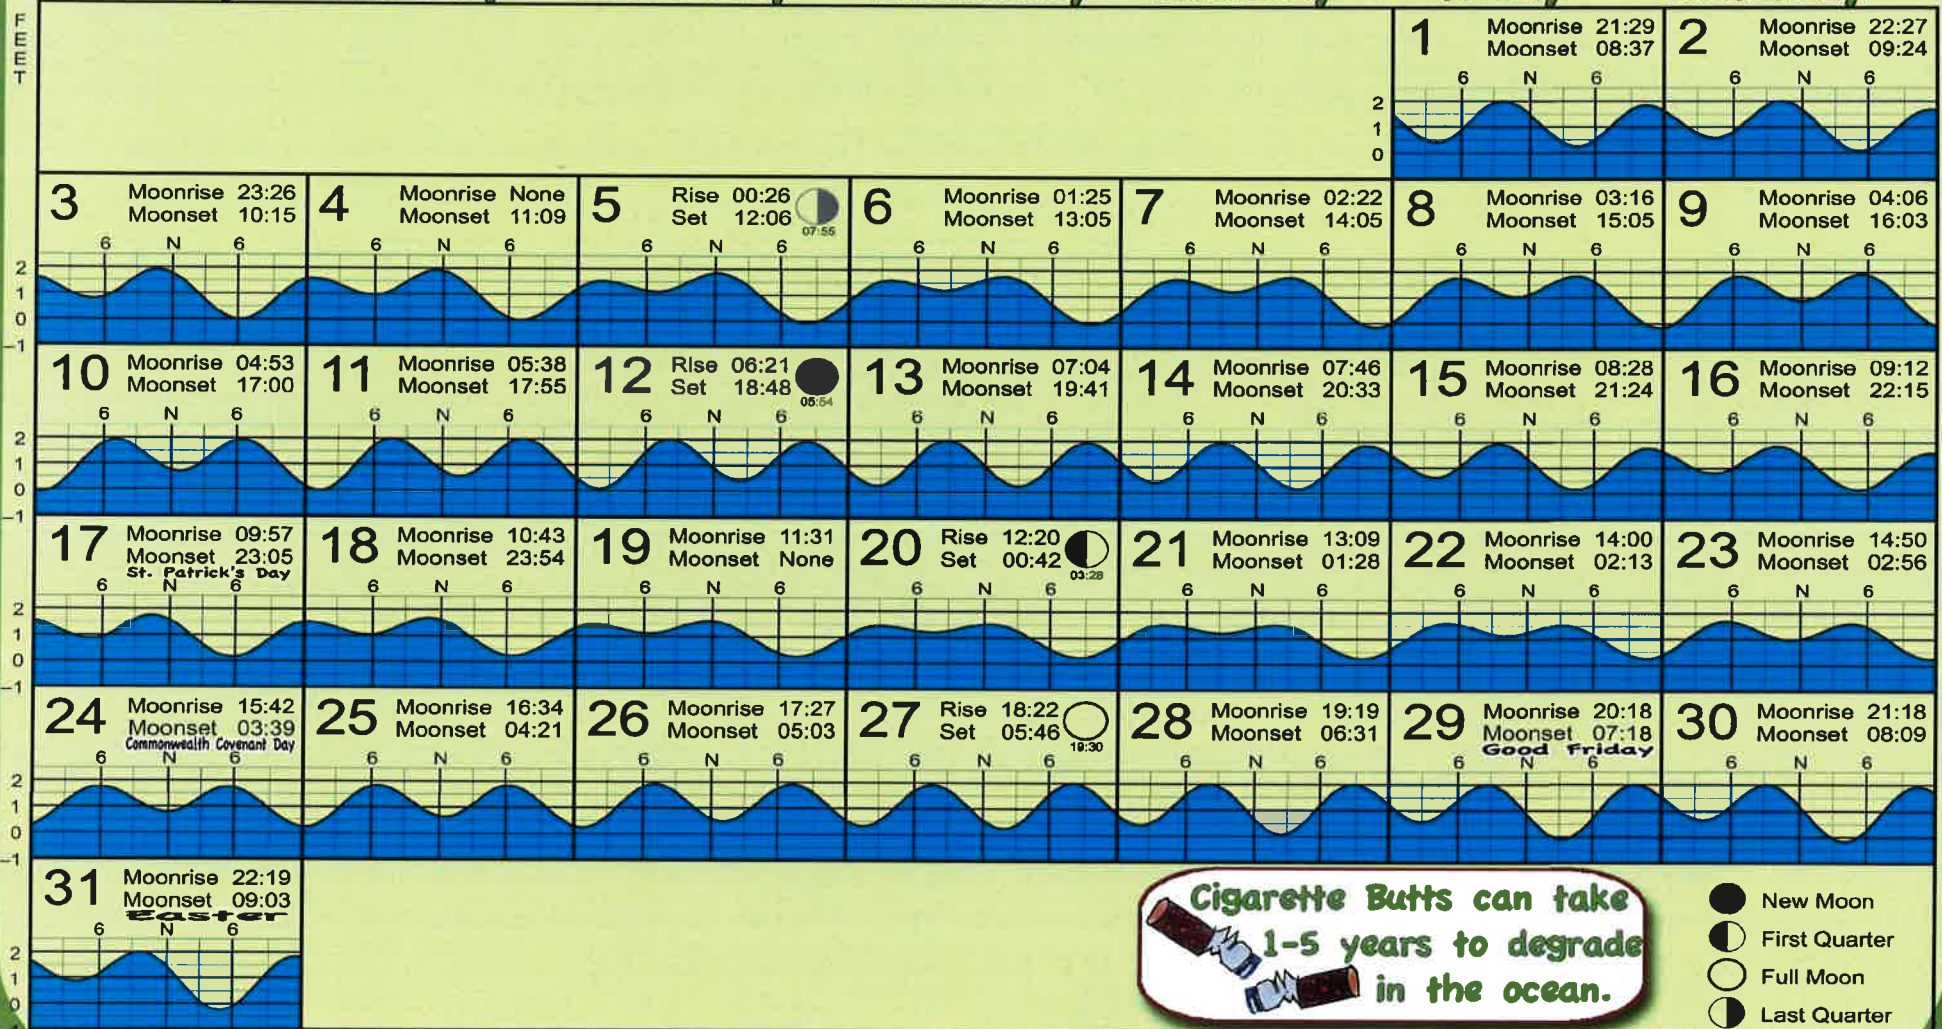 FEET
1 Moonrise 21:29
Moonset 08:37
6 N 6
2 Moonrise 22:27
Moonset 09:24
6 N 6
2
1
0
3 Moonrise 23:26
Moonset 10:15
6 N 6
4 Moonrise None
Moonset 11:09
6 N 6
5 Rise 00:26
Set 12:06
07:55
6 N 6
6 Moonrise 01:25
Moonset 13:05
6 N 6
7 Moonrise 02:22
Moonset 14:05
6 N 6
8 Moonrise 03:16
Moonset 15:05
6 N 6
9 Moonrise 04:06
Moonset 16:03
6 N 6
2
1
0
-1
10 Moonrise 04:53
Moonset 17:00
6 N 6
11 Moonrise 05:38
Moonset 17:55
6 N 6
12 Rise 06:21
Set 18:48
05:54
6 N 6
13 Moonrise 07:04
Moonset 19:41
6 N 6
14 Moonrise 07:46
Moonset 20:33
6 N 6
15 Moonrise 08:28
Moonset 21:24
6 N 6
16 Moonrise 09:12
Moonset 22:15
6 N 6
2
1
0
-1
17 Moonrise 09:57
Moonset 23:05
St. Patrick's Day
6 N 6
18 Moonrise 10:43
Moonset 23:54
6 N 6
19 Moonrise 11:31
Moonset None
6 N 6
20 Rise 12:20
Set 00:42
03:28
6 N 6
21 Moonrise 13:09
Moonset 01:28
6 N 6
22 Moonrise 14:00
Moonset 02:13
6 N 6
23 Moonrise 14:50
Moonset 02:56
6 N 6
2
1
0
-1
24 Moonrise 15:42
Moonset 03:39
Commonwealth Covenant Day
6 N 6
25 Moonrise 16:34
Moonset 04:21
6 N 6
26 Moonrise 17:27
Moonset 05:03
6 N 6
27 Rise 18:22
Set 05:46
19:30
6 N 6
28 Moonrise 19:19
Moonset 06:31
6 N 6
29 Moonrise 20:18
Moonset 07:18
Good Friday
6 N 6
30 Moonrise 21:18
Moonset 08:09
6 N 6
2
1
0
-1
31 Moonrise 22:19
Moonset 09:03
Easter
6 N 6
2
1
0
Cigarette Butts can take
1-5 years to degrade
in the ocean.
New Moon
First Quarter
Full Moon
Last Quarter